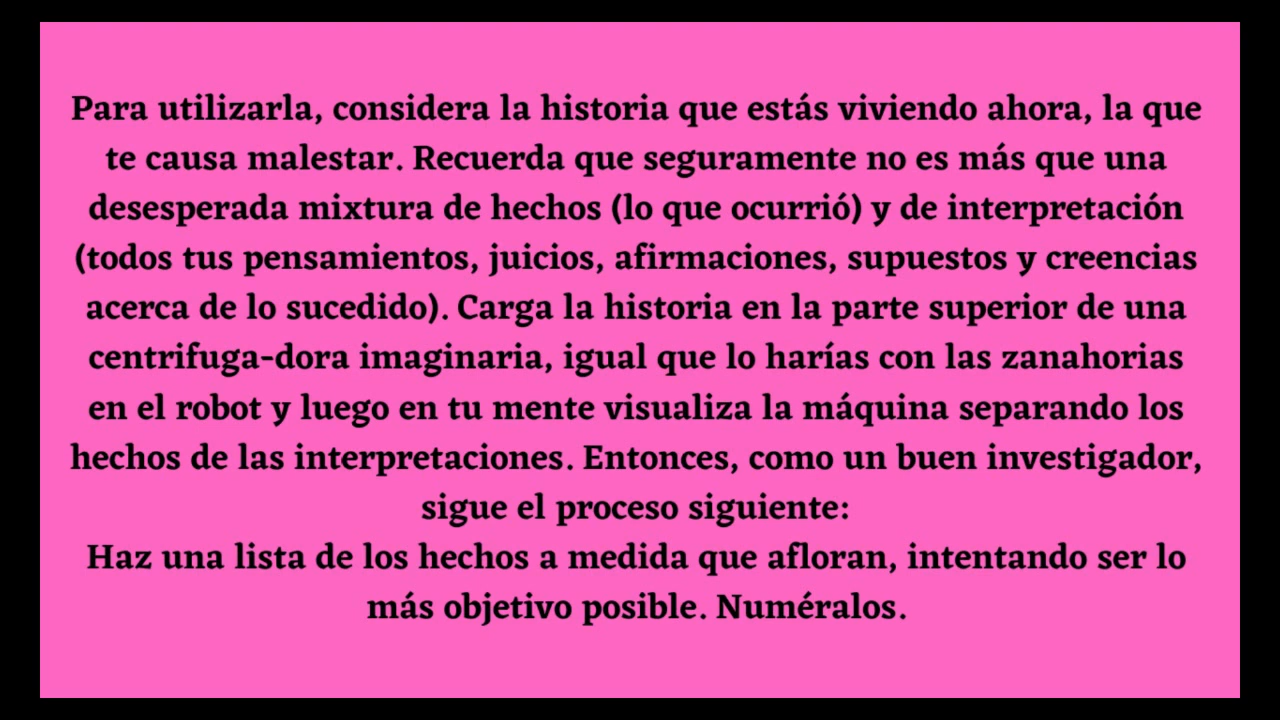 Para utilizarla, considera la historia que estás viviendo ahora, la que
te causa malestar. Recuerda que seguramente no es más que una
desesperada mixtura de hechos (lo que ocurrió) y de interpretación
(todos tus pensamientos, juicios, afirmaciones, supuestos y creencias
acerca de lo sucedido). Carga la historia en la parte superior de una
centrifuga-dora imaginaria, igual que lo harías con las zanahorias
en el robot y luego en tu mente visualiza la máquina separando los
hechos de las interpretaciones. Entonces, como un buen investigador,
sigue el proceso siguiente:
Haz una lista de los hechos a medida que afloran, intentando ser lo
más objetivo posible. Numéralos.